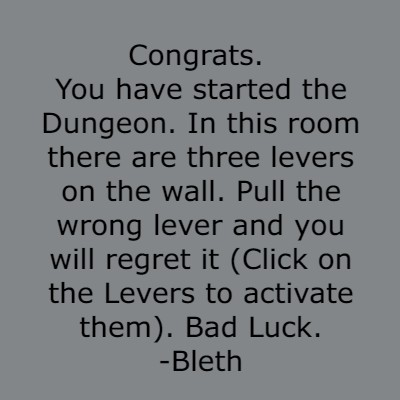 Congrats.
You have started the
Dungeon. In this room
there are three levers
on the wall. Pull the
wrong lever and you
will regret it (Click on
the Levers to activate
them). Bad Luck.
-Bleth